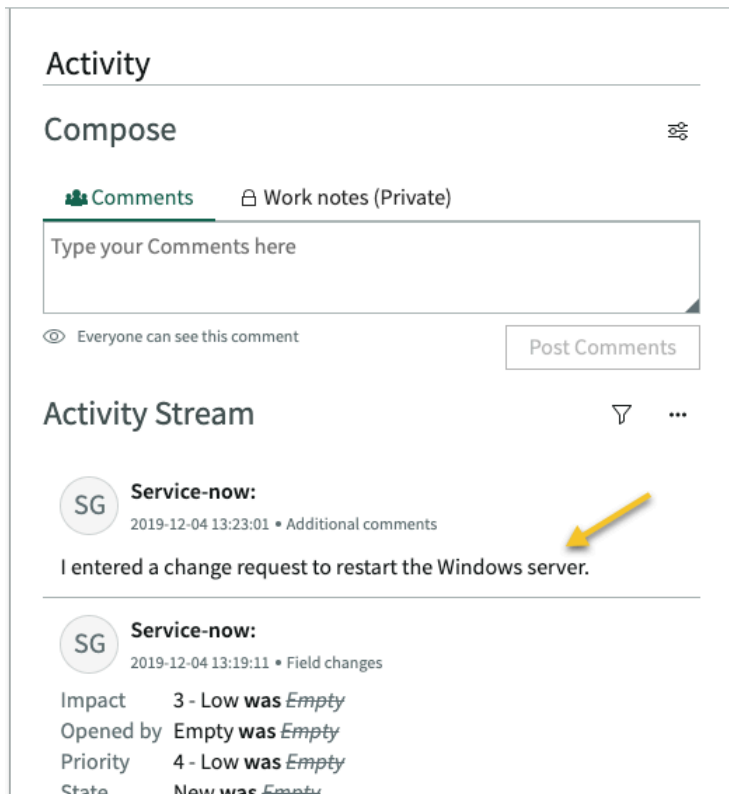 Activity
Compose
Comments
Work notes (Private)
Type your Comments here
Everyone can see this comment
Post Comments
Activity Stream
SG
Service-now:
2019-12-04 13:23:01 • Additional comments
I entered a change request to restart the Windows server.
SG
Service-now:
2019-12-04 13:19:11 • Field changes
Impact 3 - Low was Empty
Opened by Empty was Empty
Priority 4 - Low was Empty
State New was Empty